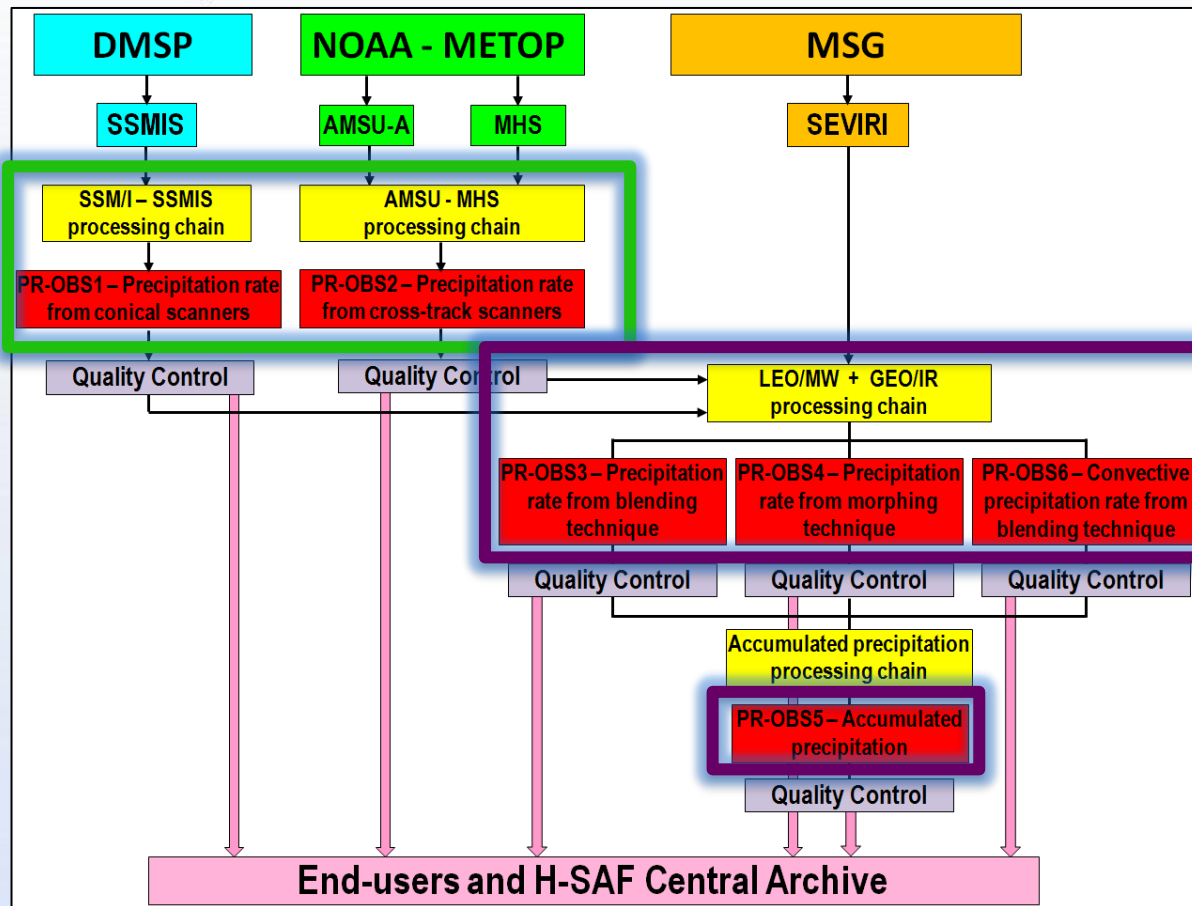 DMSP
NOAA - METOP
MSG
SSMIS
AMSU-A
MHS
SEVIRI
SSM/I – SSMIS
processing chain
AMSU - MHS
processing chain
PR-OBS1 – Precipitation rate
from conical scanners
PR-OBS2 – Precipitation rate
from cross-track scanners
Quality Control
Quality Control
LEO/MW + GEO/IR
processing chain
PR-OBS3 – Precipitation
rate from blending
technique
PR-OBS4 – Precipitation
rate from morphing
technique
PR-OBS6 – Convective
precipitation rate from
blending technique
Quality Control
Quality Control
Quality Control
Accumulated precipitation
processing chain
PR-OBS5 – Accumulated
precipitation
Quality Control
End-users and H-SAF Central Archive